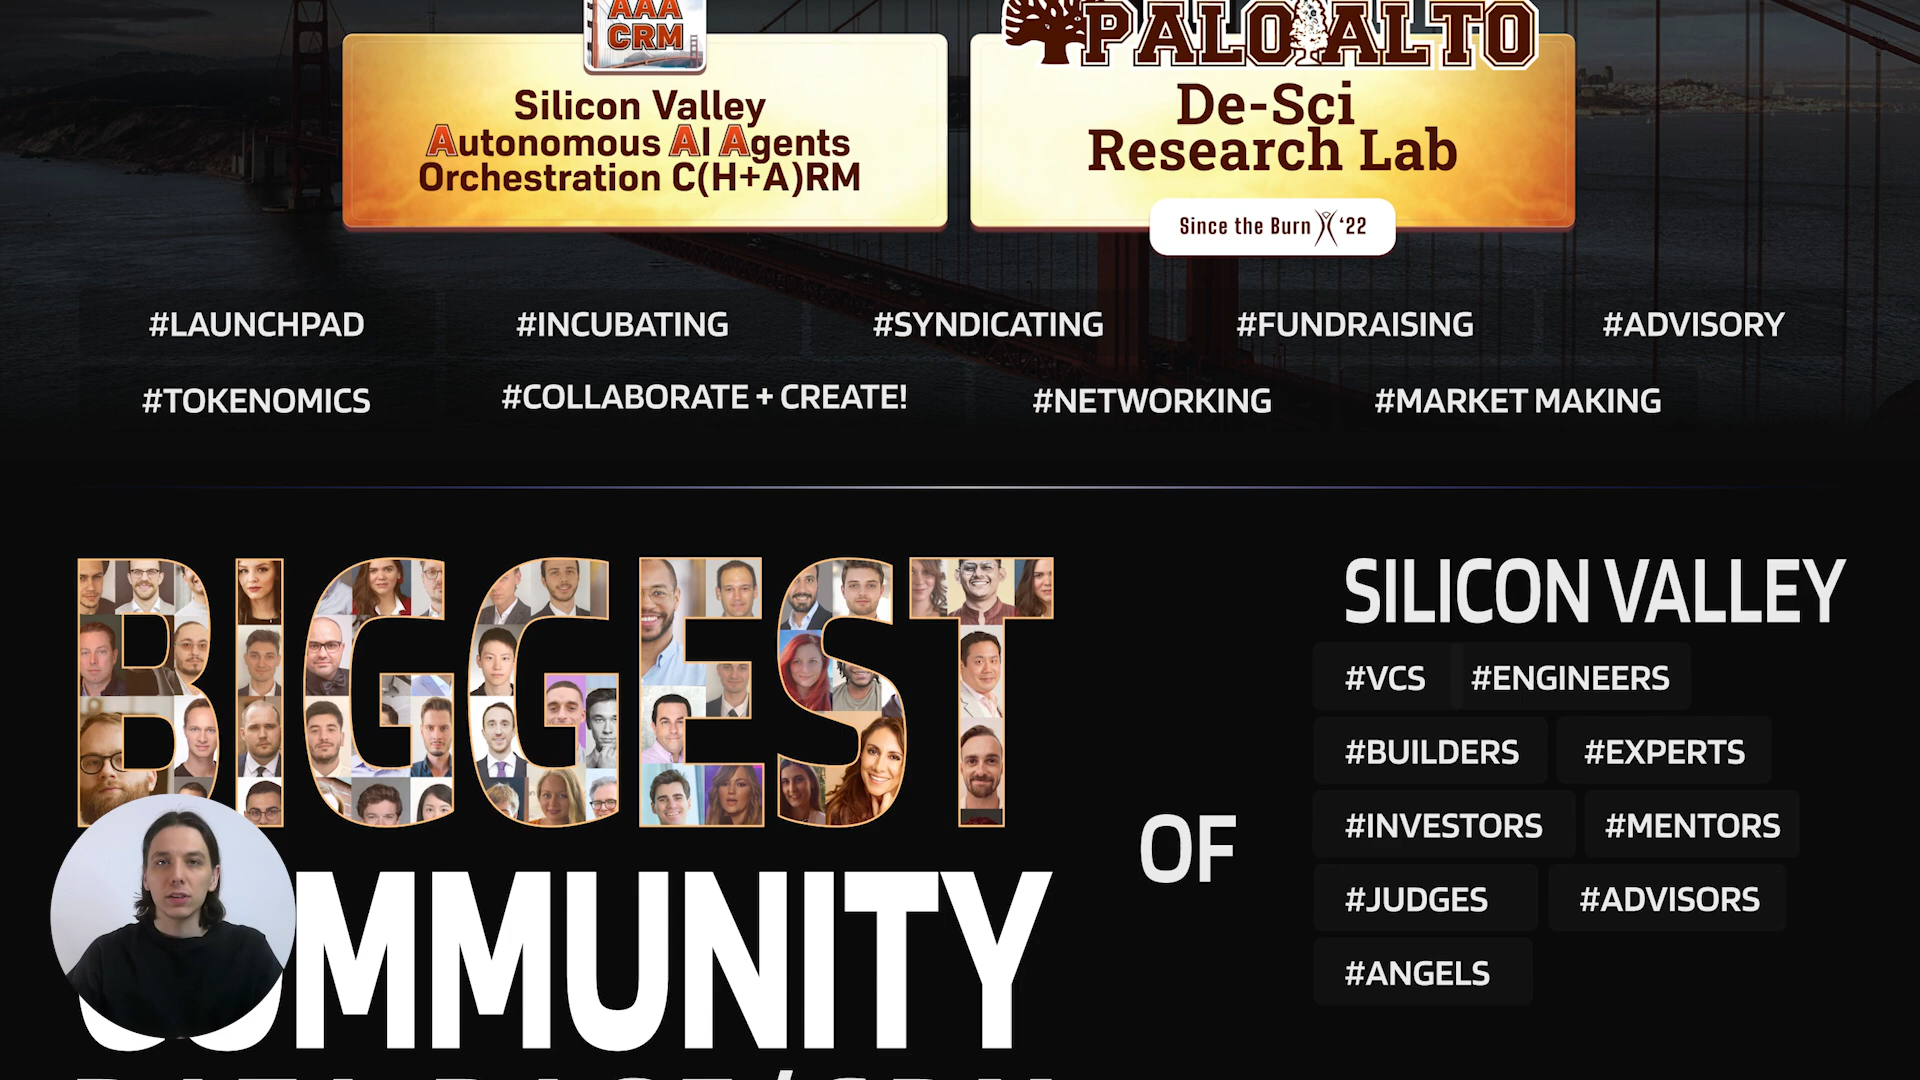 AAA
CRM
Silicon Valley
Autonomous AI Agents
Orchestration C(H+A)RM
PALO ALTO
De-Sci
Research Lab
Since the Burn '22
#LAUNCHPAD
#INCUBATING
#SYNDICATING
#FUNDRAISING
#ADVISORY
#TOKENOMICS
#COLLABORATE + CREATE!
#NETWORKING
#MARKET MAKING
BIGGEST
MMUNITY
OF
SILICON VALLEY
#VCS
#ENGINEERS
#BUILDERS
#EXPERTS
#INVESTORS
#MENTORS
#JUDGES
#ADVISORS
#ANGELS